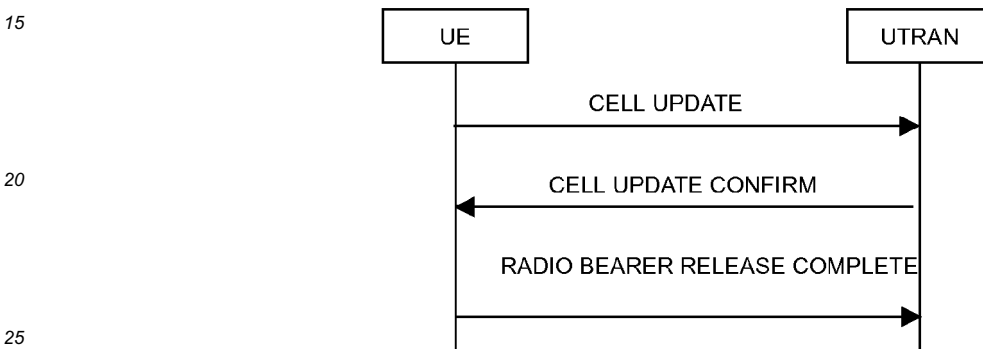 15
UE UTRAN
CELL UPDATE
20
CELL UPDATE CONFIRM
RADIO BEARER RELEASE COMPLETE
25